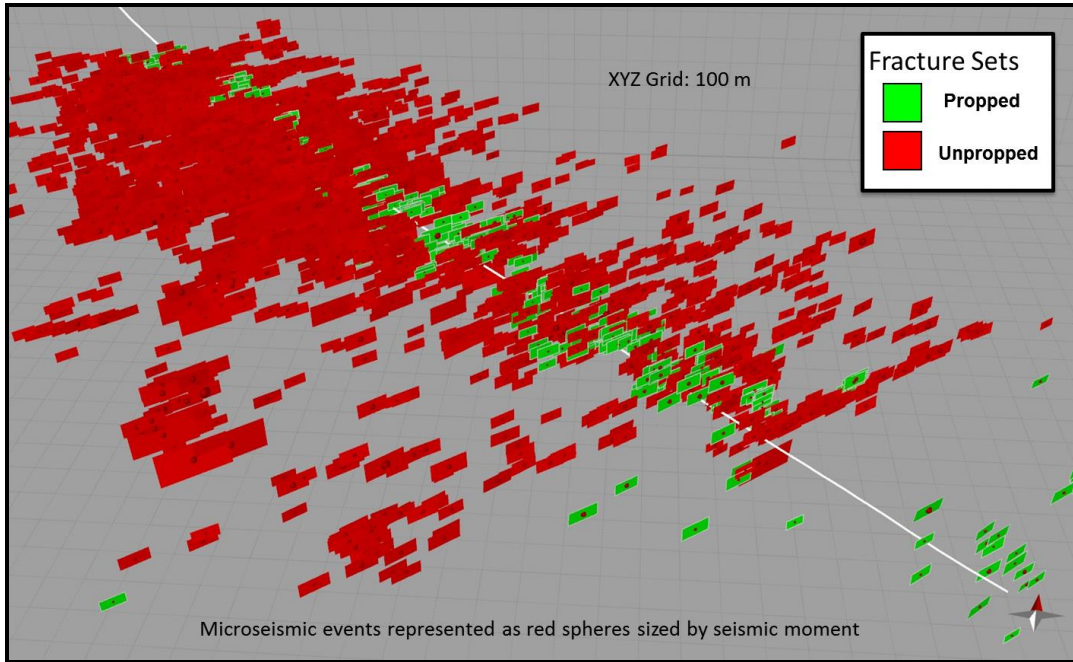 XYZ Grid: 100 m
Fracture Sets
Propped
Unpropped
Microseismic events represented as red spheres sized by seismic moment